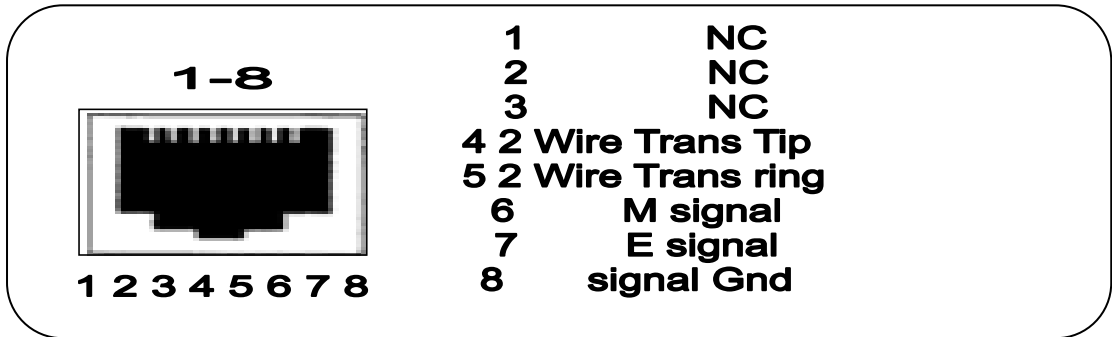 1-8
1 2 3 4 5 6 7 8
1 NC
2 NC
3 NC
4 2 Wire Trans Tip
5 2 Wire Trans ring
6 M signal
7 E signal
8 signal Gnd